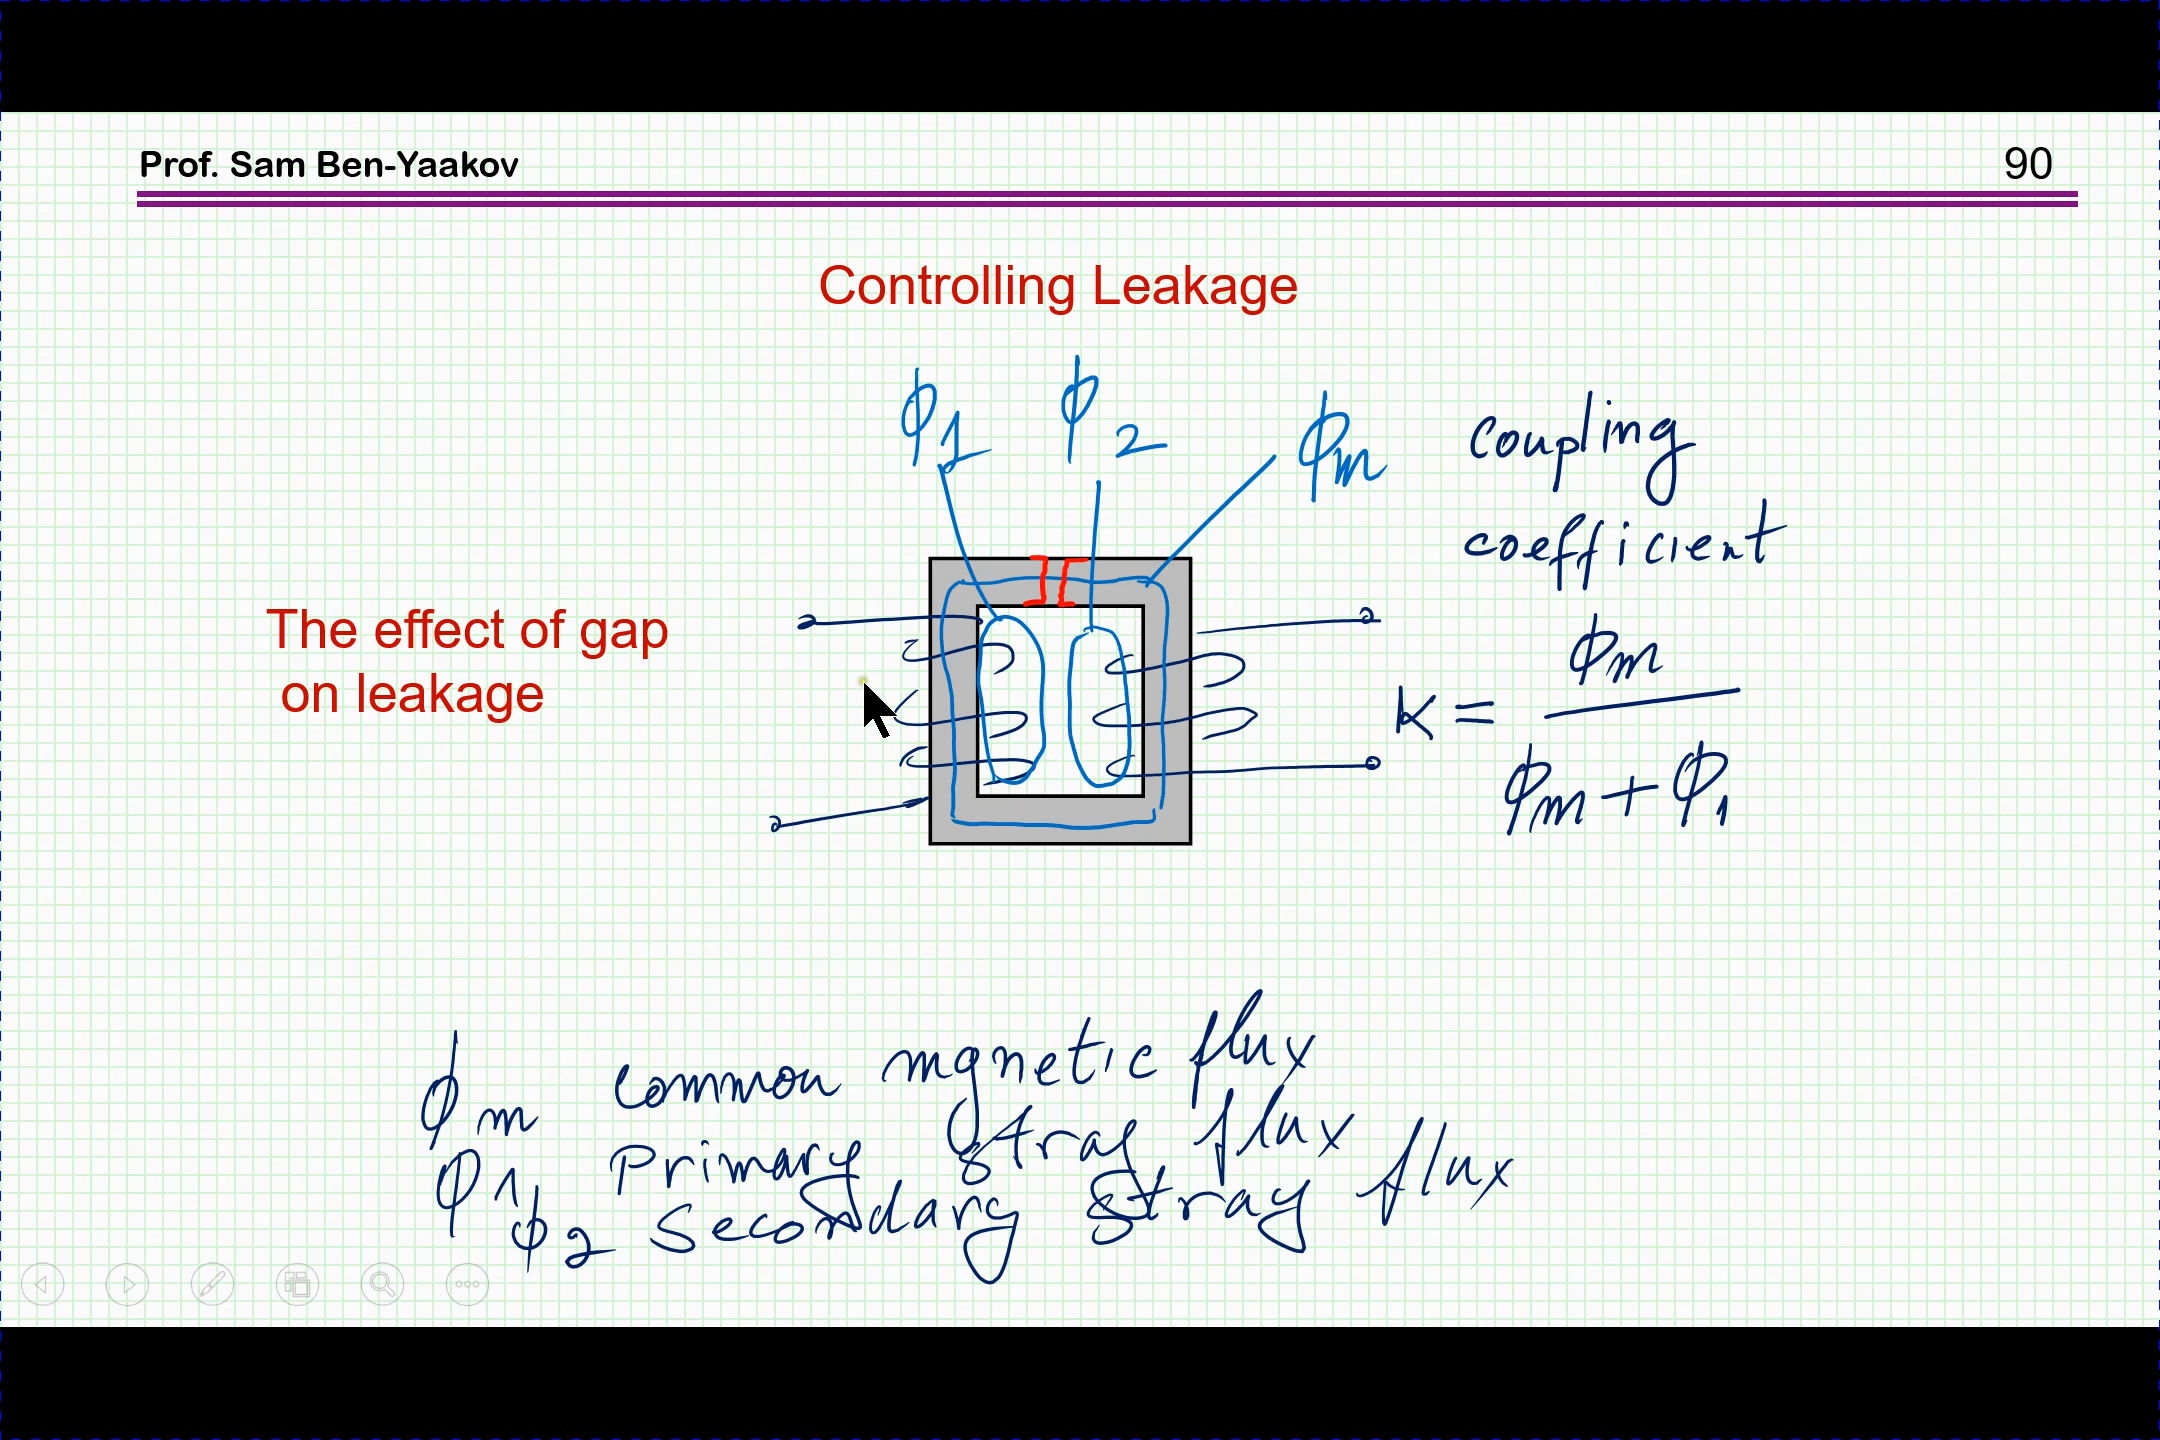 Prof. Sam Ben-Yaakov
90
Controlling Leakage
ϕ1 ϕ2 ϕm
coupling
coefficient
The effect of gap
on leakage
K = ϕm / ϕm + ϕ1
ϕm common mgnetic flux
ϕ1 Primary stray flux
ϕ2 Secondary stray flux